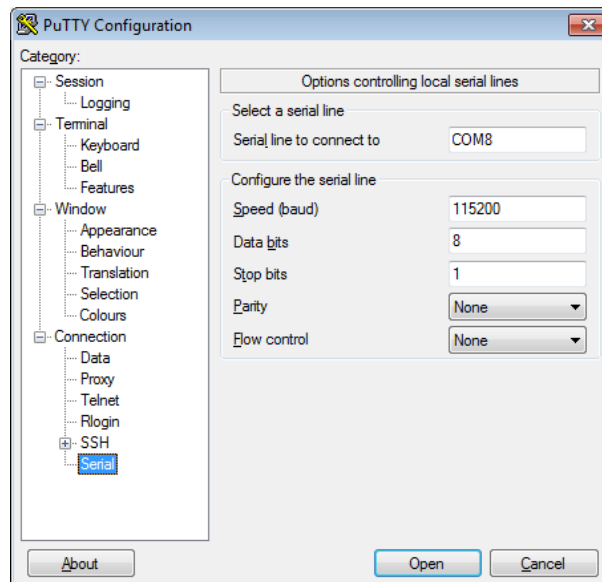 PuTTY Configuration
Category:
Session
Logging
Terminal
Keyboard
Bell
Features
Window
Appearance
Behaviour
Translation
Selection
Colours
Connection
Data
Proxy
Telnet
Rlogin
SSH
Serial
Options controlling local serial lines
Select a serial line
Serial line to connect to COM8
Configure the serial line
Speed (baud) 115200
Data bits 8
Stop bits 1
Parity None
Flow control None
About Open Cancel